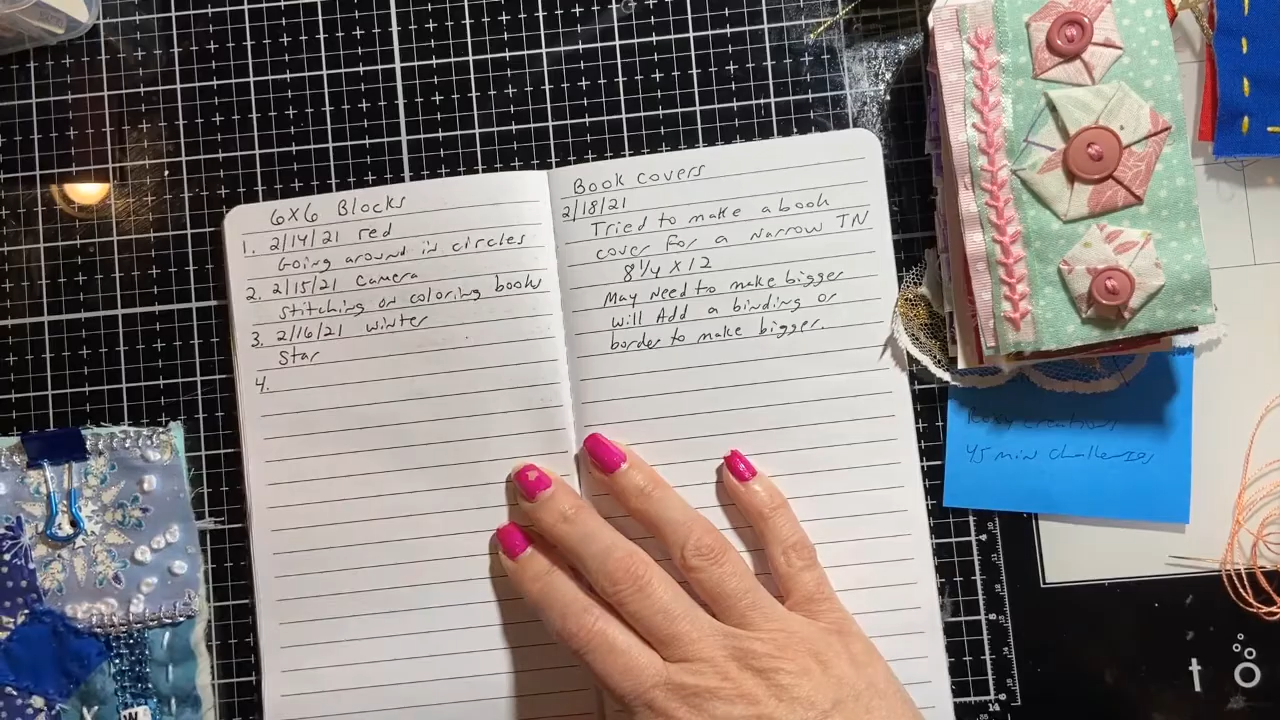 6x6 Blocks
1. 2/14/21 red
Going around in circles
2. 2/15/21 Camera
Stitching on coloring books
3. 2/16/21 winter
Star
4.
Book covers
2/18/21
Tried to make a book
cover for a narrow TN
8 1/4 x 12
May need to make bigger
will Add a binding or
border to make bigger.
45 min challenges
to
W